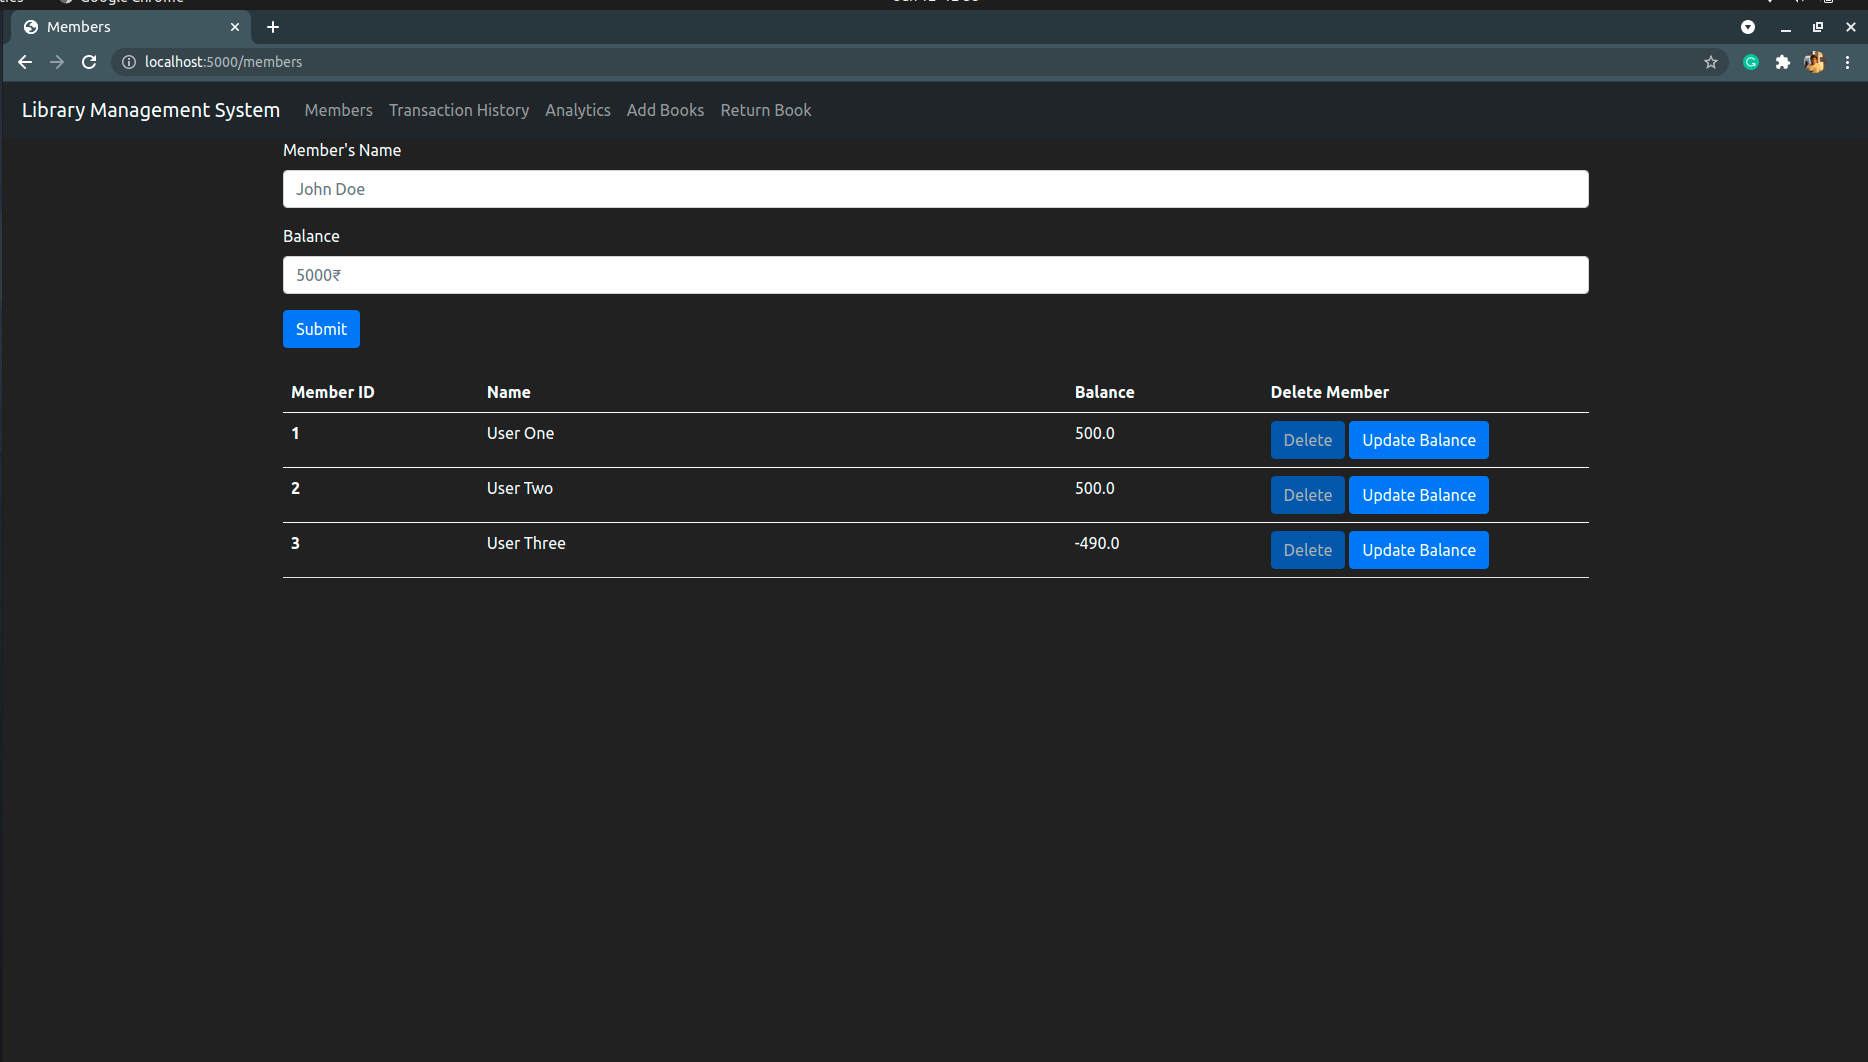 Members
localhost:5000/members
Library Management System Members Transaction History Analytics Add Books Return Book
Member's Name
John Doe
Balance
5000₹
Submit
Member ID Name Balance Delete Member
1 User One 500.0 Delete Update Balance
2 User Two 500.0 Delete Update Balance
3 User Three -490.0 Delete Update Balance